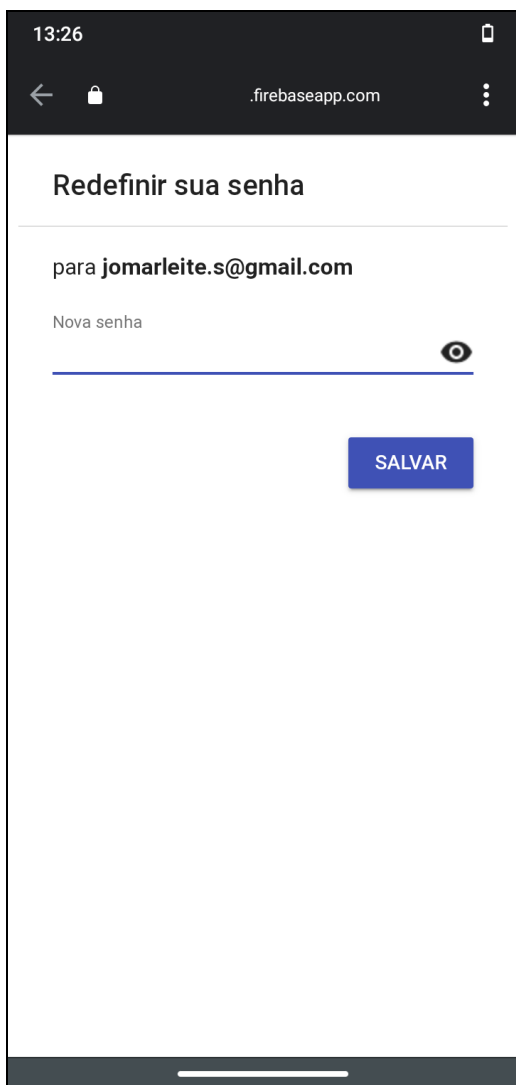 13:26
.firebaseapp.com
Redefinir sua senha
para jomarleite.s@gmail.com
Nova senha
SALVAR